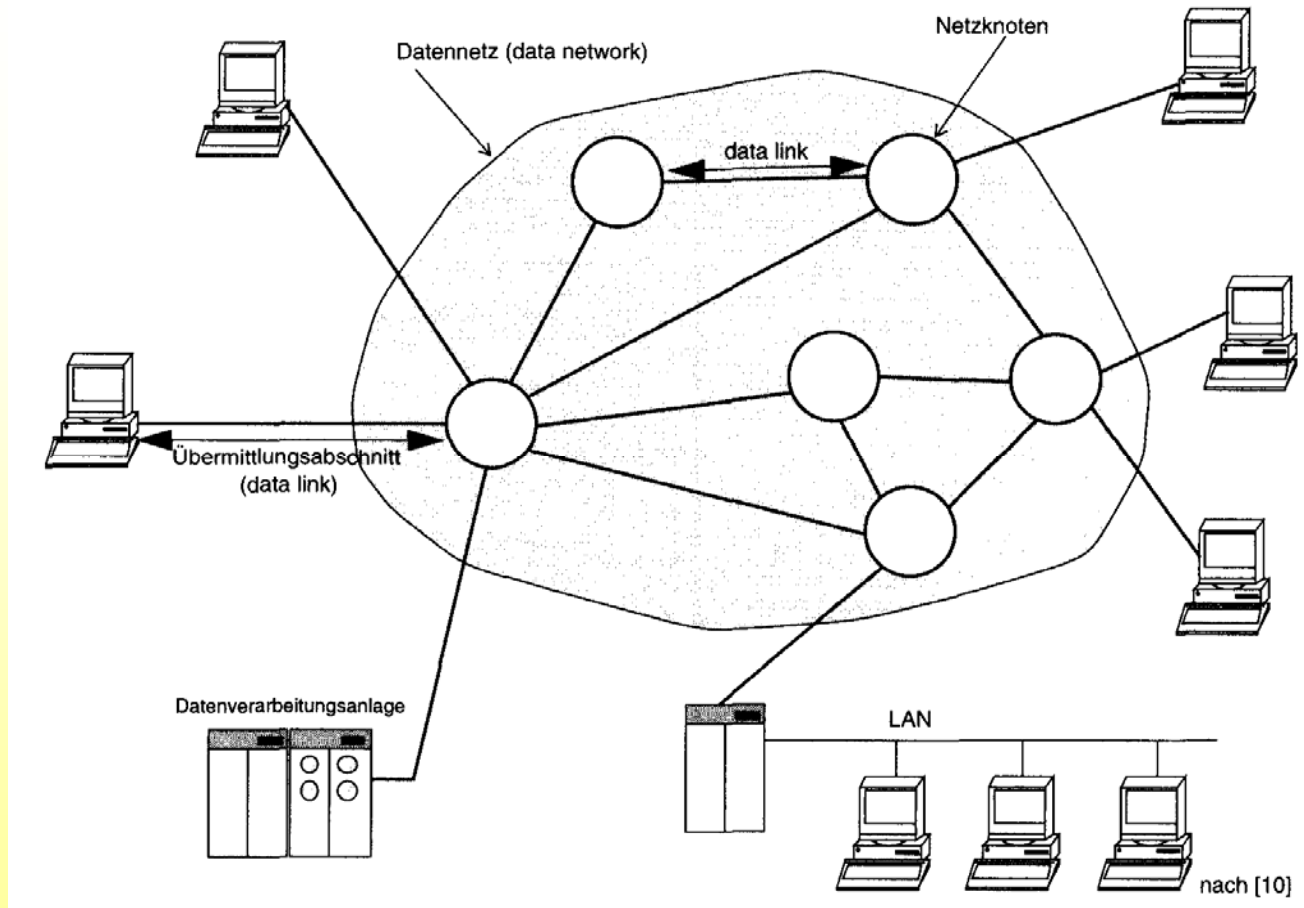 Netzknoten
Datennetz (data network)
data link
Übermittlungsabschnitt
(data link)
Datenverarbeitungsanlage
LAN
nach [10]